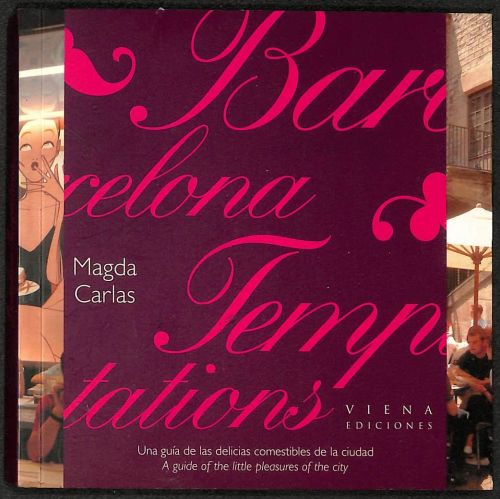 Bar
celona
Temp
tations
Magda
Carlas
VIENA
EDICIONES
Una guía de las delicias comestibles de la ciudad
A guide of the little pleasures of the city